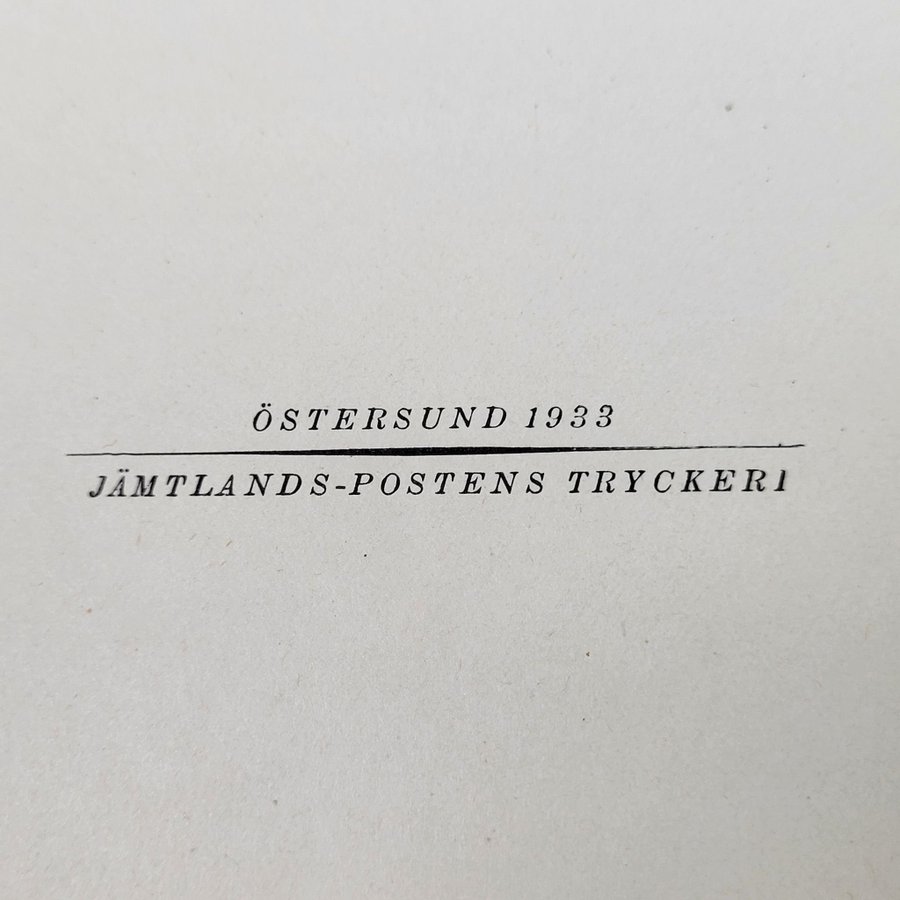 ÖSTERSUND 1933
JÄMTLANDS-POSTENS TRYCKERI